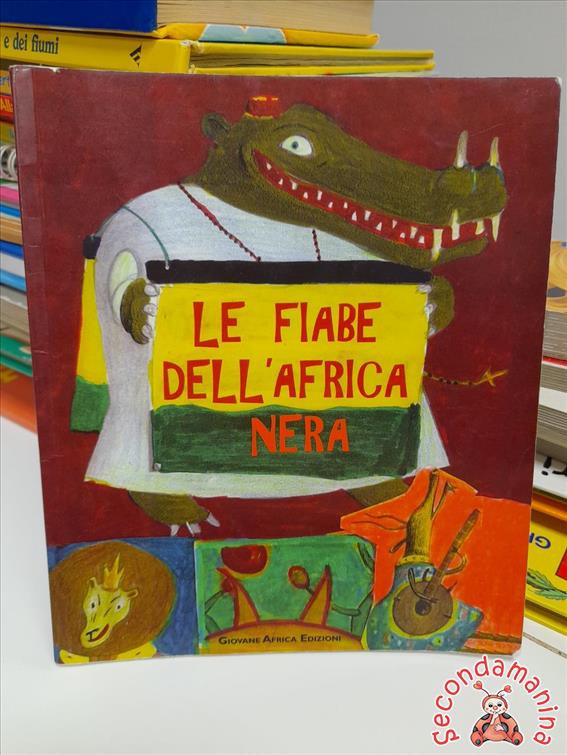 e dei fiumi
LE FIABE
DELL'AFRICA
NERA
GIOVANE AFRICA EDIZIONI
Secondamanina